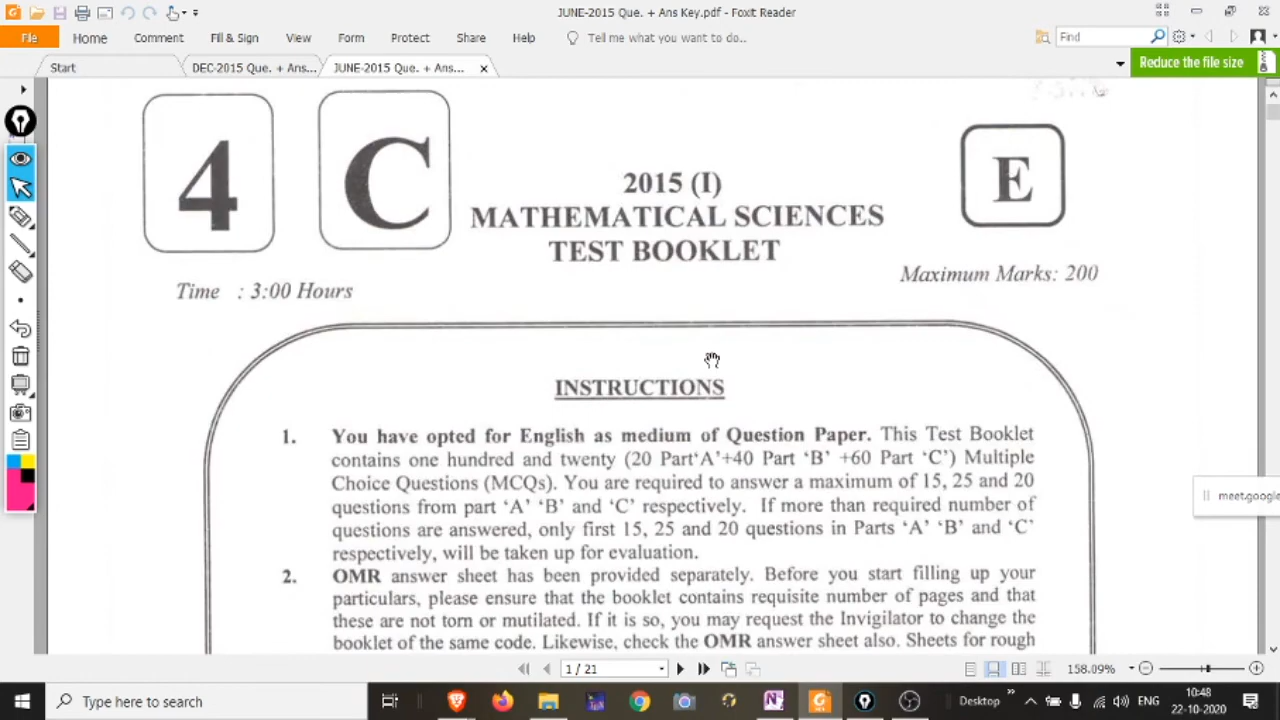 JUNE-2015 Que. + Ans Key.pdf - Foxit Reader
File Home Comment Fill & Sign View Form Protect Share Help Tell me what you want to do.. Find
Start DEC-2015 Que. + Ans... JUNE-2015 Que. + Ans... Reduce the file size
4 C E
2015 (I)
MATHEMATICAL SCIENCES
TEST BOOKLET
Time : 3:00 Hours Maximum Marks: 200
INSTRUCTIONS
1. You have opted for English as medium of Question Paper. This Test Booklet
contains one hundred and twenty (20 Part‘A’+40 Part ‘B’ +60 Part ‘C’) Multiple
Choice Questions (MCQs). You are required to answer a maximum of 15, 25 and 20
questions from part ‘A’ ‘B’ and ‘C’ respectively. If more than required number of
questions are answered, only first 15, 25 and 20 questions in Parts ‘A’ ‘B’ and ‘C’
respectively, will be taken up for evaluation.
2. OMR answer sheet has been provided separately. Before you start filling up your
particulars, please ensure that the booklet contains requisite number of pages and that
these are not torn or mutilated. If it is so, you may request the Invigilator to change the
booklet of the same code. Likewise, check the OMR answer sheet also. Sheets for rough
meet.google
1 / 21 158.09%
Type here to search Desktop ENG 10:48
22-10-2020